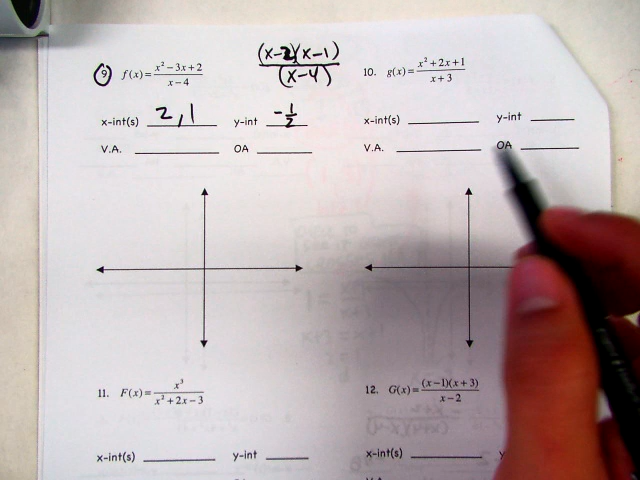 9 f(x) = x² − 3x + 2 / x − 4
(x-2)(x-1) / (x-4)
x-int(s) 2, 1 y-int -1/2
V.A. OA
10. g(x) = x² + 2x + 1 / x + 3
x-int(s) y-int
V.A. OA
11. F(x) = x³ / x² + 2x − 3
x-int(s) y-int
12. G(x) = (x − 1)(x + 3) / x − 2
x-int(s)